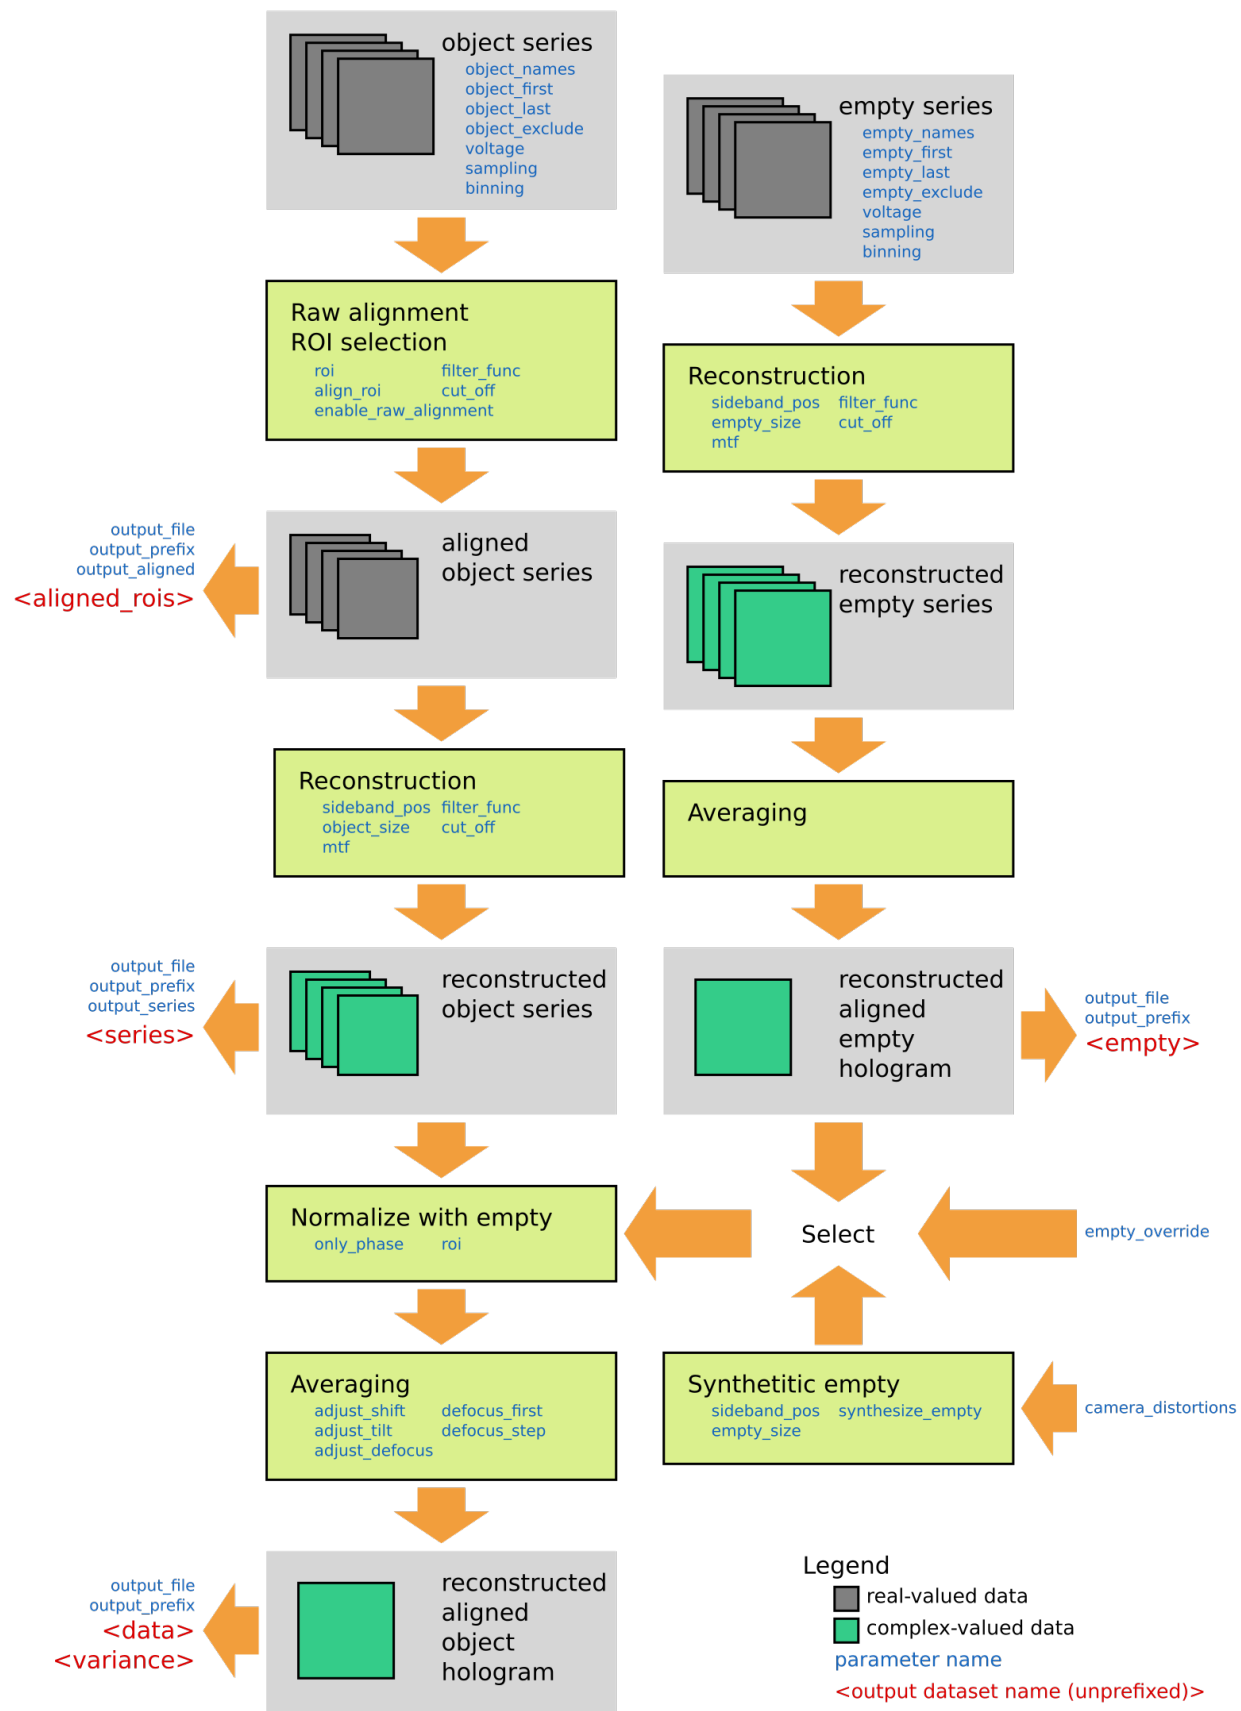 object series
object_names
object_first
object_last
object_exclude
voltage
sampling
binning
empty series
empty_names
empty_first
empty_last
empty_exclude
voltage
sampling
binning
Raw alignment
ROI selection
roi filter_func
align_roi cut_off
enable_raw_alignment
Reconstruction
sideband_pos filter_func
empty_size cut_off
mtf
output_file
output_prefix
output_aligned
<aligned_rois>
aligned
object series
reconstructed
empty series
Reconstruction
sideband_pos filter_func
object_size cut_off
mtf
Averaging
output_file
output_prefix
output_series
<series>
reconstructed
object series
reconstructed
aligned
empty
hologram
output_file
output_prefix
<empty>
Normalize with empty
only_phase roi
Select
empty_override
Averaging
adjust_shift defocus_first
adjust_tilt defocus_step
adjust_defocus
Synthetitic empty
sideband_pos synthesize_empty
empty_size
camera_distortions
output_file
output_prefix
<data>
<variance>
reconstructed
aligned
object
hologram
Legend
real-valued data
complex-valued data
parameter name
<output dataset name (unprefixed)>